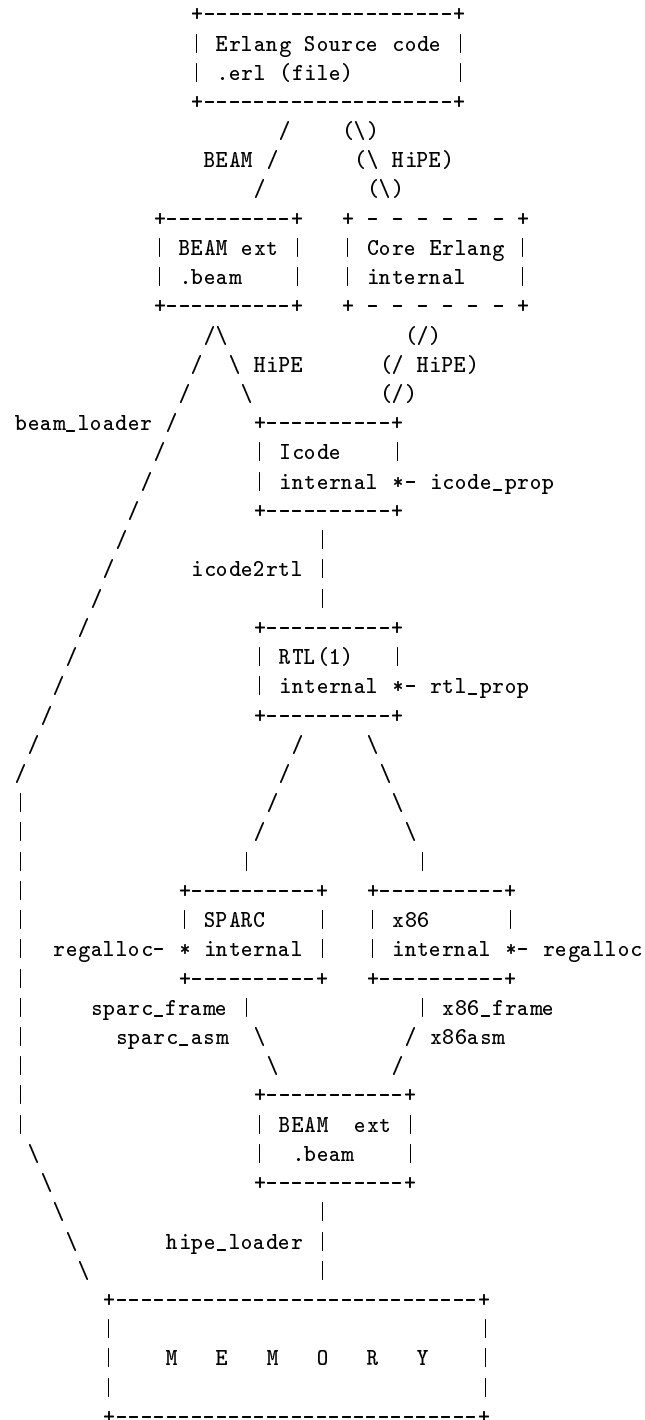 Erlang Source code
.erl (file)
BEAM
HiPE)
BEAM ext
.beam
Core Erlang
internal
HiPE
HiPE)
beam_loader
Icode
internal *- icode_prop
icode2rtl
RTL(1)
internal *- rtl_prop
SPARC
regalloc- * internal
x86
internal *- regalloc
sparc_frame
sparc_asm
x86_frame
x86asm
BEAM ext
.beam
hipe_loader
M E M O R Y